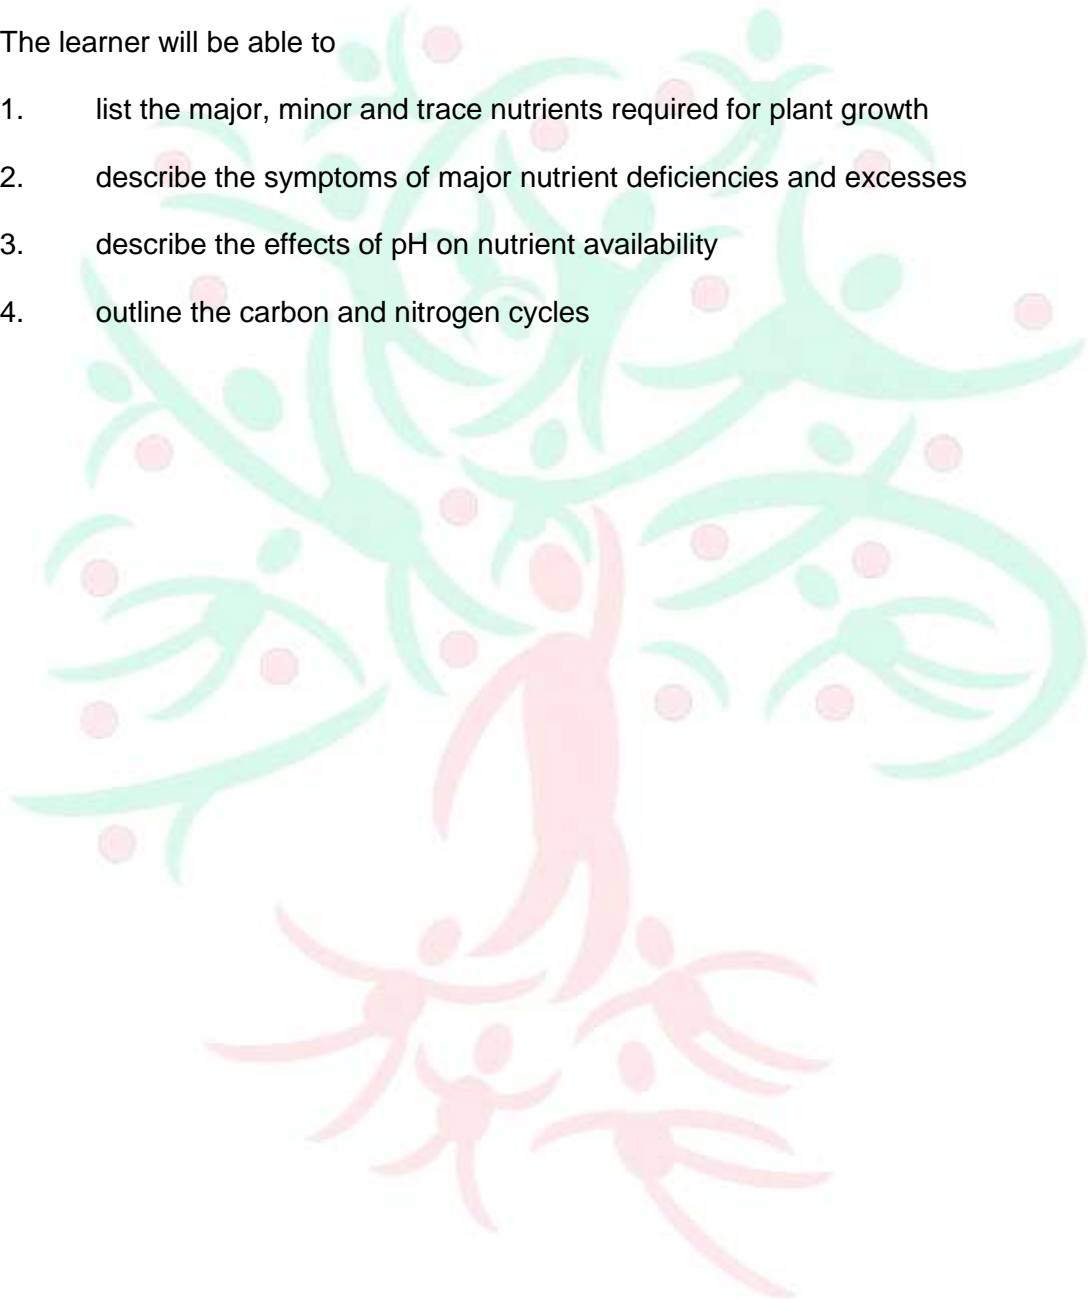 The learner will be able to
1. list the major, minor and trace nutrients required for plant growth
2. describe the symptoms of major nutrient deficiencies and excesses
3. describe the effects of pH on nutrient availability
4. outline the carbon and nitrogen cycles